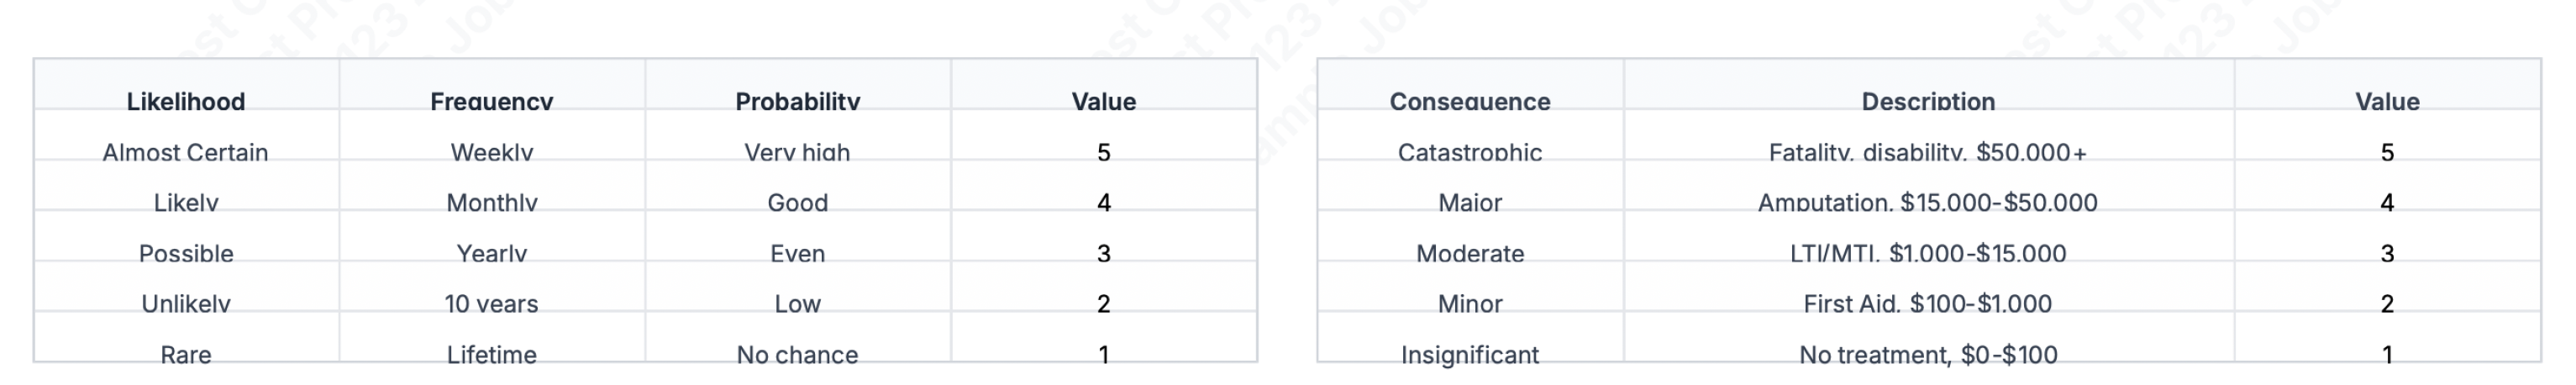 Likelihood Frequency Probability Value
Almost Certain Weekly Very high 5
Likely Monthly Good 4
Possible Yearly Even 3
Unlikely 10 years Low 2
Rare Lifetime No chance 1
Consequence Description Value
Catastrophic Fatality, disability, $50,000+ 5
Major Amputation, $15,000-$50,000 4
Moderate LTI/MTI, $1,000-$15,000 3
Minor First Aid, $100-$1,000 2
Insignificant No treatment, $0-$100 1